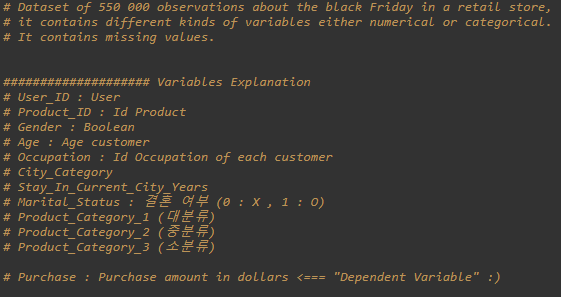 # Dataset of 550 000 observations about the black Friday in a retail store,
# it contains different kinds of variables either numerical or categorical.
# It contains missing values.
#################### Variables Explanation
# User_ID : User
# Product_ID : Id Product
# Gender : Boolean
# Age : Age customer
# Occupation : Id Occupation of each customer
# City_Category
# Stay_In_Current_City_Years
# Marital_Status : 결혼 여부 (0 : X , 1 : O)
# Product_Category_1 (대분류)
# Product_Category_2 (중분류)
# Product_Category_3 (소분류)
# Purchase : Purchase amount in dollars <=== "Dependent Variable" :)